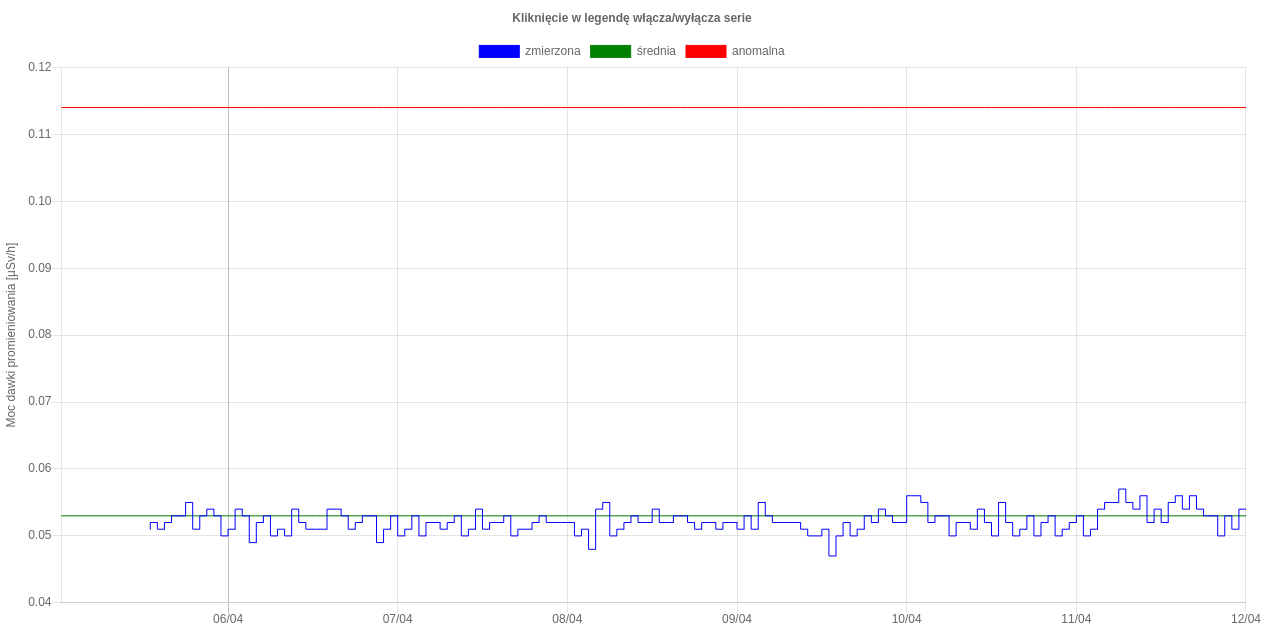 Kliknięcie w legendę włącza/wyłącza serie
zmierzona średnia anomalna
Moc dawki promieniowania [µSv/h]
0.12
0.11
0.10
0.09
0.08
0.07
0.06
0.05
0.04
06/04 07/04 08/04 09/04 10/04 11/04 12/04